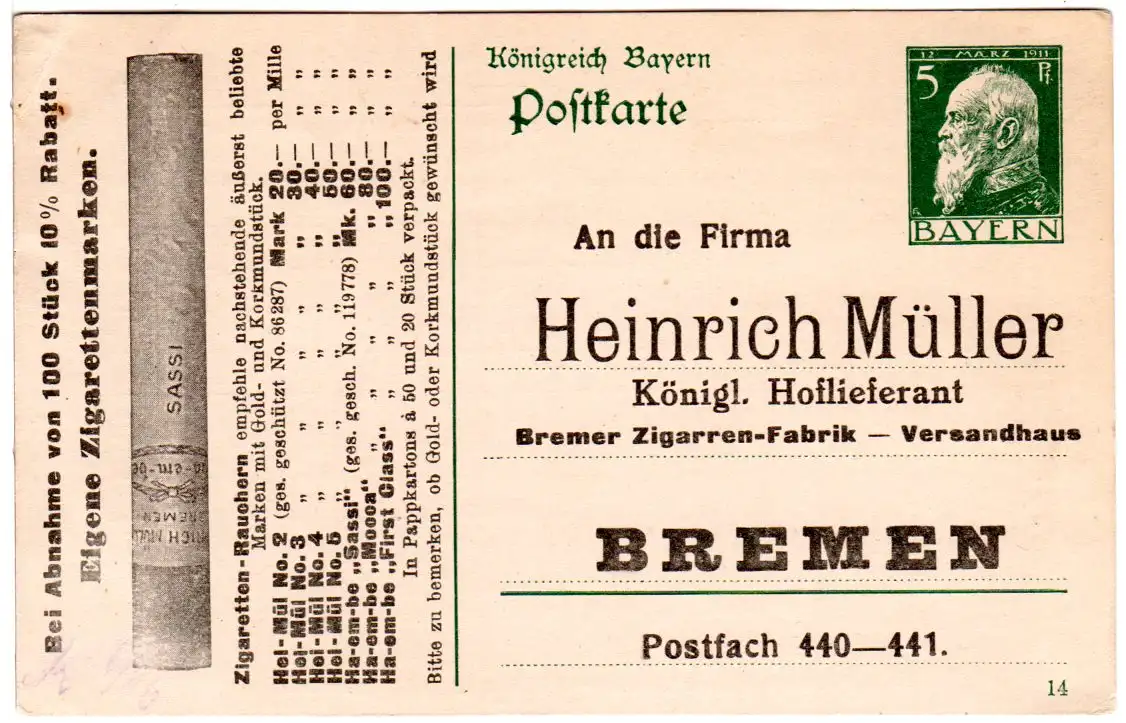 Bei Abnahme von 100 Stück 10% Rabatt.
Eigene Zigarettenmarken.
SASSI
BREMEN
Zigaretten-Rauchern empfehle nachstehende äußerst beliebte
Marken mit Gold- und Korkmundstück.
Hei-Mül No. 2 (ges. geschützt No. 86287) Mark 20.— per Mille
Hei-Mül No. 3 „ „ „ 30.— „ „
Hei-Mül No. 4 „ „ „ 40.— „ „
Hei-Mül No. 5 „ „ „ 50.— „ „
Ha-em-be „Sassi“ (ges. gesch. No. 119778) Mk. 60.— „ „
Ha-em-be „Mocca“ „ „ „ 80.— „ „
Ha-em-be „First Class“ „ „ „ 100.— „ „
In Pappkartons à 50 und 20 Stück verpackt.
Bitte zu bemerken, ob Gold- oder Korkmundstück gewünscht wird
Königreich Bayern
Postkarte
12 MÄRZ 1911
5 Pf.
BAYERN
An die Firma
Heinrich Müller
Königl. Hoflieferant
Bremer Zigarren-Fabrik — Versandhaus
BREMEN
Postfach 440—441.
14